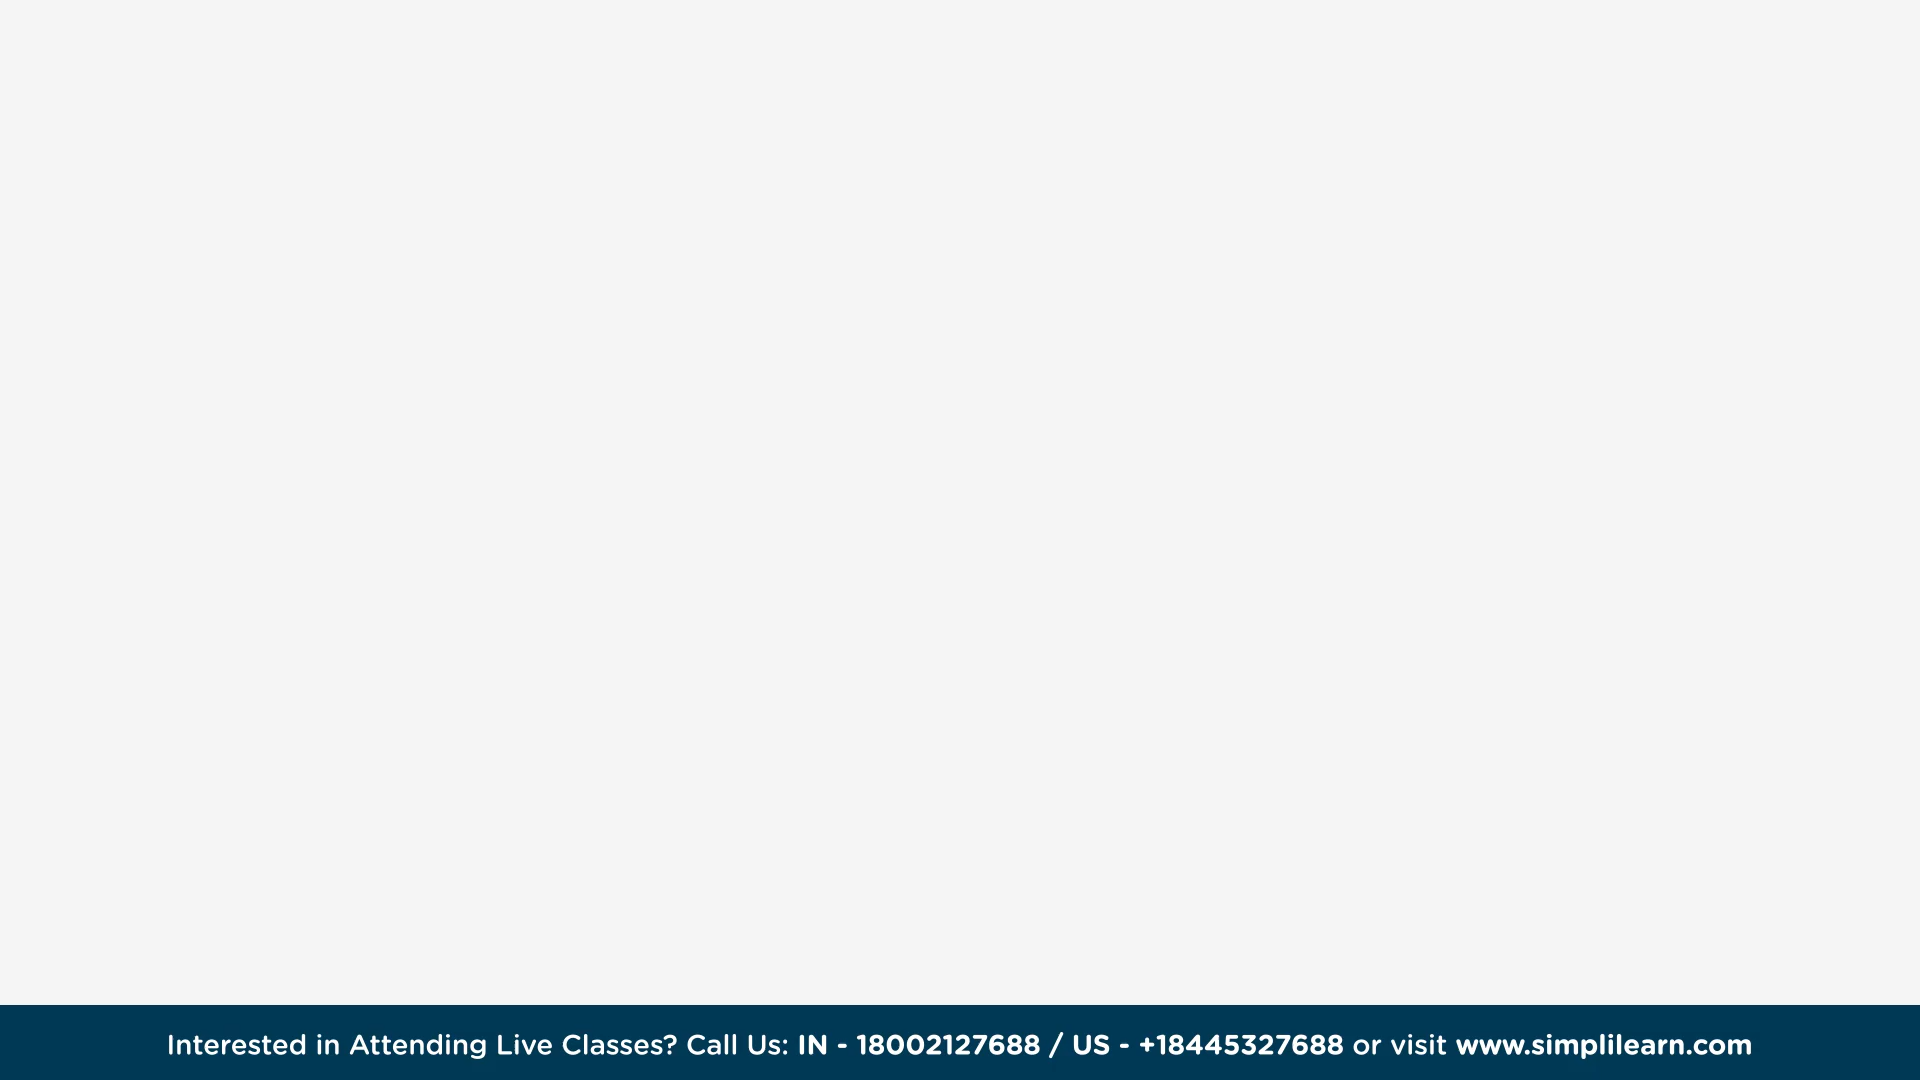 Interested in Attending Live Classes? Call Us: IN - 18002127688 / US - +18445327688 or visit www.simplilearn.com